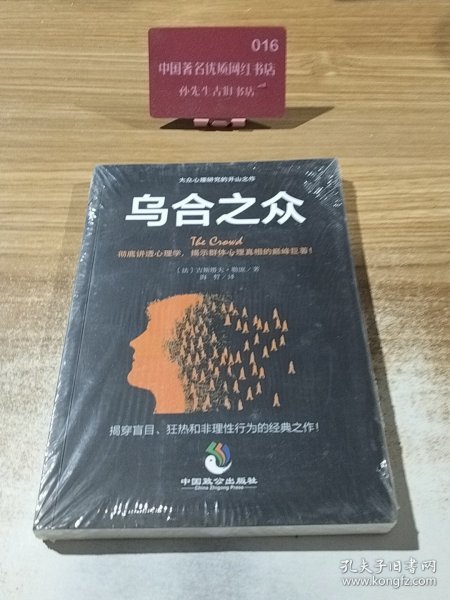 016
中国著名优质网红书店
孙先生古旧书店
大众心理研究的开山之作
乌合之众
The Crowd
彻底讲透心理学，揭示群体心理真相的巅峰巨著！
（法）古斯塔夫·勒庞／著
海哲／译
揭穿盲目、狂热和非理性行为的经典之作！
中国致公出版社
China Zhigong Press
孔夫子旧书网
www.kongfz.com